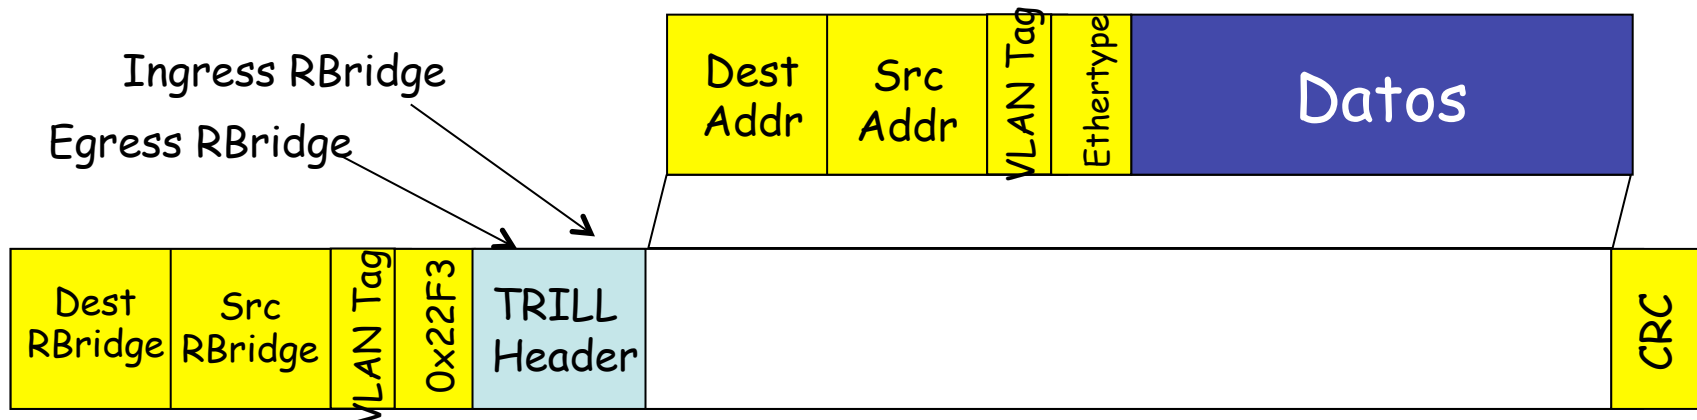 Ingress RBridge
Egress RBridge
Dest
Addr
Src
Addr
VLAN Tag
Ethertype
Datos
Dest
RBridge
Src
RBridge
VLAN Tag
0x22F3
TRILL
Header
CRC